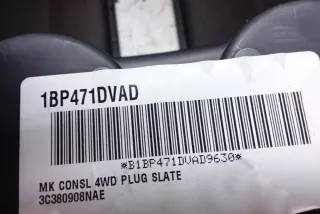 1BP471DVAD
*B1BP471DVAD9630*
MK CONSL 4WD PLUG SLATE
3C380908NAE